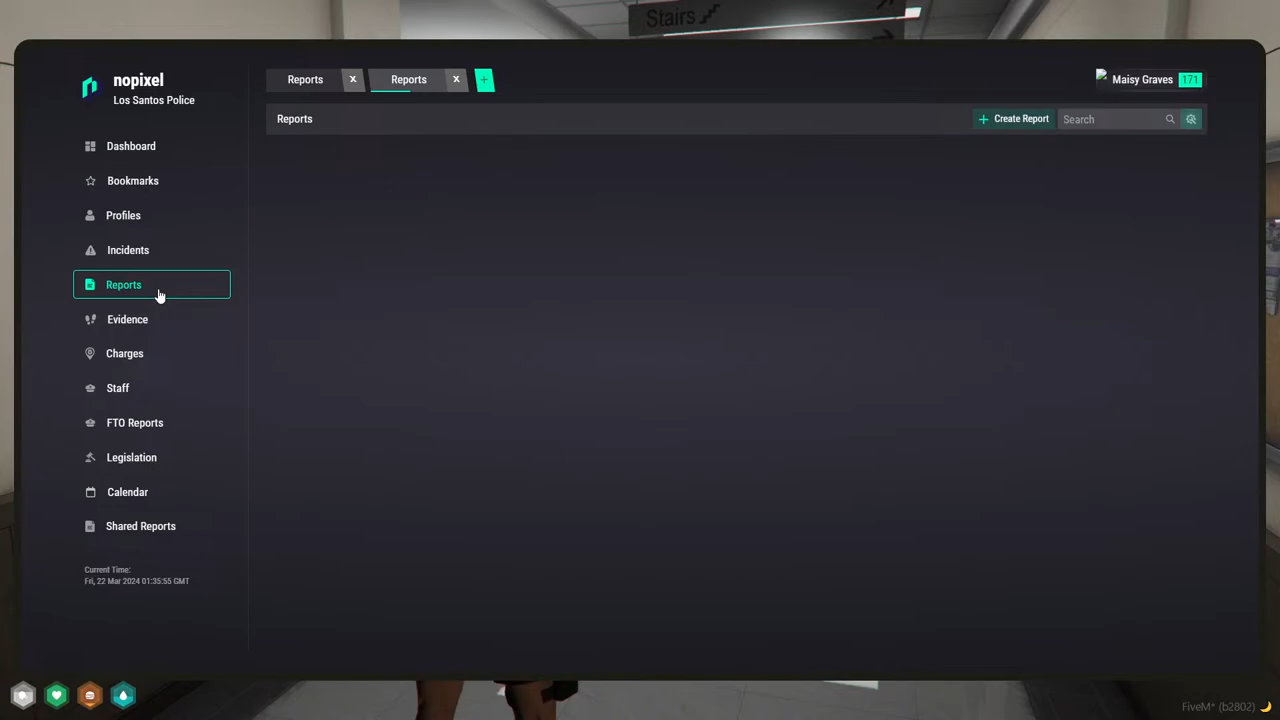 Stairs
nopixel
Los Santos Police
Reports x Reports x +
Maisy Graves 171
Reports
+ Create Report
Search
Dashboard
Bookmarks
Profiles
Incidents
Reports
Evidence
Charges
Staff
FTO Reports
Legislation
Calendar
Shared Reports
Current Time:
Fri, 22 Mar 2024 01:35:55 GMT
FiveM* (b2802)